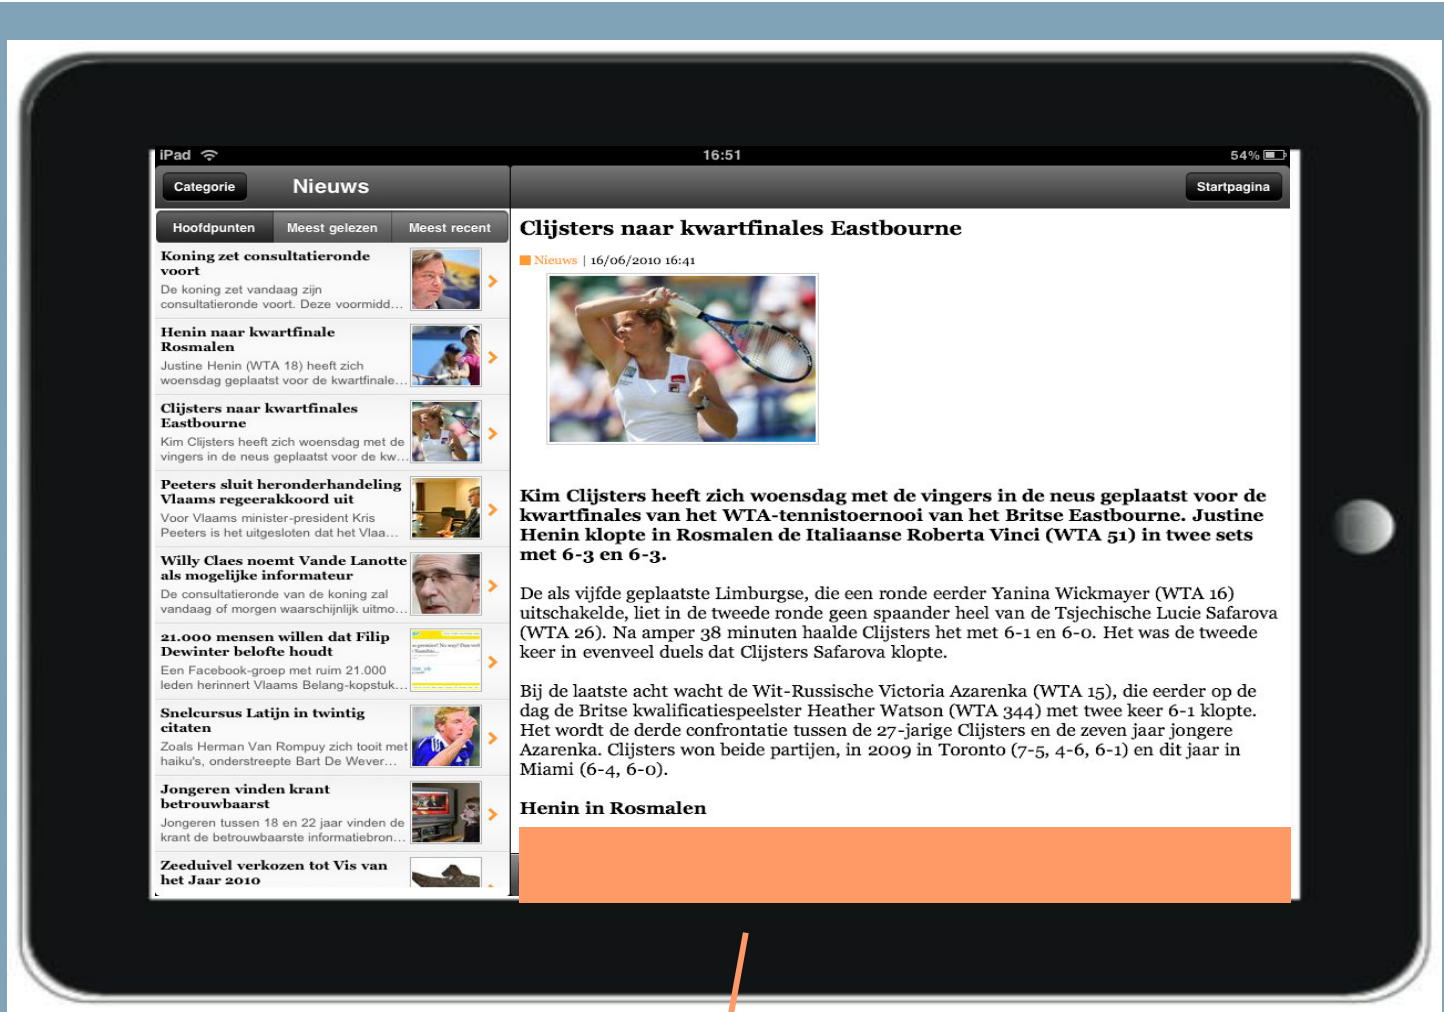 iPad
16:51
54%
Categorie
Nieuws
Startpagina
Hoofdpunten
Meest gelezen
Meest recent
Koning zet consultatieronde
voort
De koning zet vandaag zijn
consultatieronde voort. Deze voormidd...
Henin naar kwartfinale
Rosmalen
Justine Henin (WTA 18) heeft zich
woensdag geplaatst voor de kwartfinale...
Clijsters naar kwartfinales
Eastbourne
Kim Clijsters heeft zich woensdag met de
vingers in de neus geplaatst voor de kw...
Peeters sluit heronderhandeling
Vlaams regeerakkoord uit
Voor Vlaams minister-president Kris
Peeters is het uitgesloten dat het Vlaa...
Willy Claes noemt Vande Lanotte
als mogelijke informateur
De consultatieronde van de koning zal
vandaag of morgen waarschijnlijk uitmo...
21.000 mensen willen dat Filip
Dewinter belofte houdt
Een Facebook-groep met ruim 21.000
leden herinnert Vlaams Belang-kopstuk...
Snelcursus Latijn in twintig
citaten
Zoals Herman Van Rompuy zich tooit met
haiku's, onderstreepte Bart De Wever...
Jongeren vinden krant
betrouwbaarst
Jongeren tussen 18 en 22 jaar vinden de
krant de betrouwbaarste informatiebron...
Zeeduivel verkozen tot Vis van
het Jaar 2010
Clijsters naar kwartfinales Eastbourne
Nieuws | 16/06/2010 16:41
Kim Clijsters heeft zich woensdag met de vingers in de neus geplaatst voor de
kwartfinales van het WTA-tennistoernooi van het Britse Eastbourne. Justine
Henin klopte in Rosmalen de Italiaanse Roberta Vinci (WTA 51) in twee sets
met 6-3 en 6-3.
De als vijfde geplaatste Limburgse, die een ronde eerder Yanina Wickmayer (WTA 16)
uitschakelde, liet in de tweede ronde geen spaander heel van de Tsjechische Lucie Safarova
(WTA 26). Na amper 38 minuten haalde Clijsters het met 6-1 en 6-0. Het was de tweede
keer in evenveel duels dat Clijsters Safarova klopte.
Bij de laatste acht wacht de Wit-Russische Victoria Azarenka (WTA 15), die eerder op de
dag de Britse kwalificatiespeelster Heather Watson (WTA 344) met twee keer 6-1 klopte.
Het wordt de derde confrontatie tussen de 27-jarige Clijsters en de zeven jaar jongere
Azarenka. Clijsters won beide partijen, in 2009 in Toronto (7-5, 4-6, 6-1) en dit jaar in
Miami (6-4, 6-0).
Henin in Rosmalen